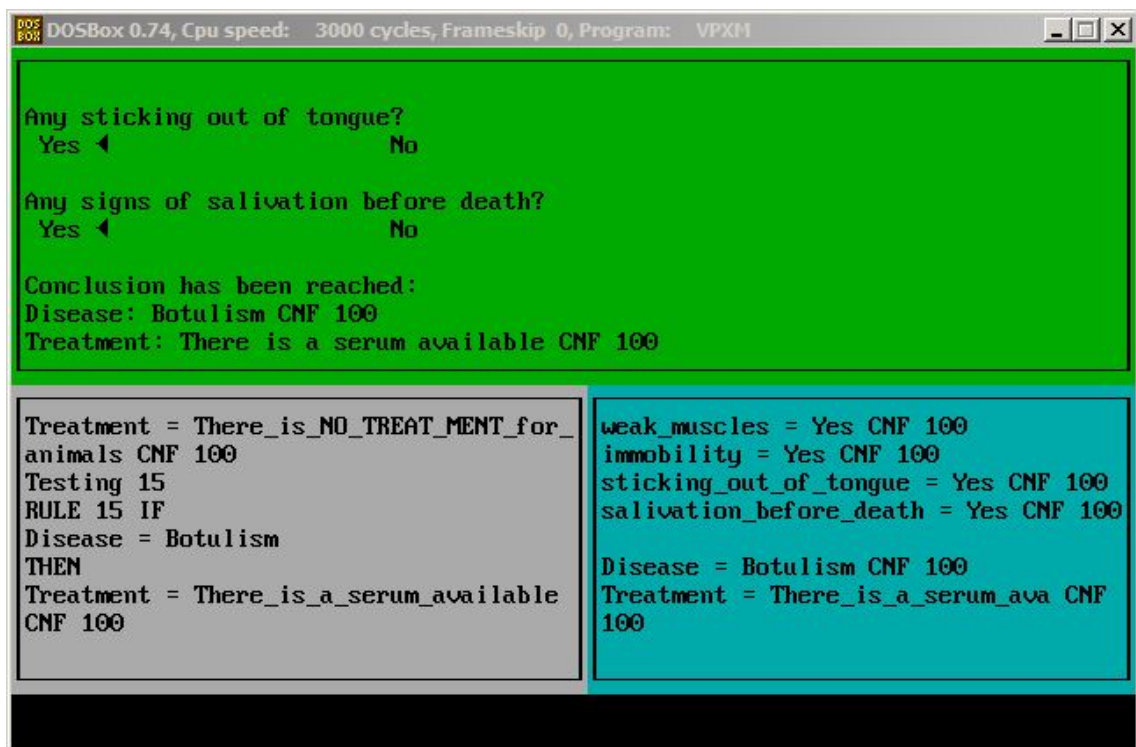 DOS BOX DOSBox 0.74, Cpu speed: 3000 cycles, Frameskip 0, Program: VPXM
Any sticking out of tongue?
Yes ◄ No
Any signs of salivation before death?
Yes ◄ No
Conclusion has been reached:
Disease: Botulism CNF 100
Treatment: There is a serum available CNF 100
Treatment = There_is_NO_TREAT_MENT_for_
animals CNF 100
Testing 15
RULE 15 IF
Disease = Botulism
THEN
Treatment = There_is_a_serum_available
CNF 100
weak_muscles = Yes CNF 100
immobility = Yes CNF 100
sticking_out_of_tongue = Yes CNF 100
salivation_before_death = Yes CNF 100
Disease = Botulism CNF 100
Treatment = There_is_a_serum_ava CNF
100